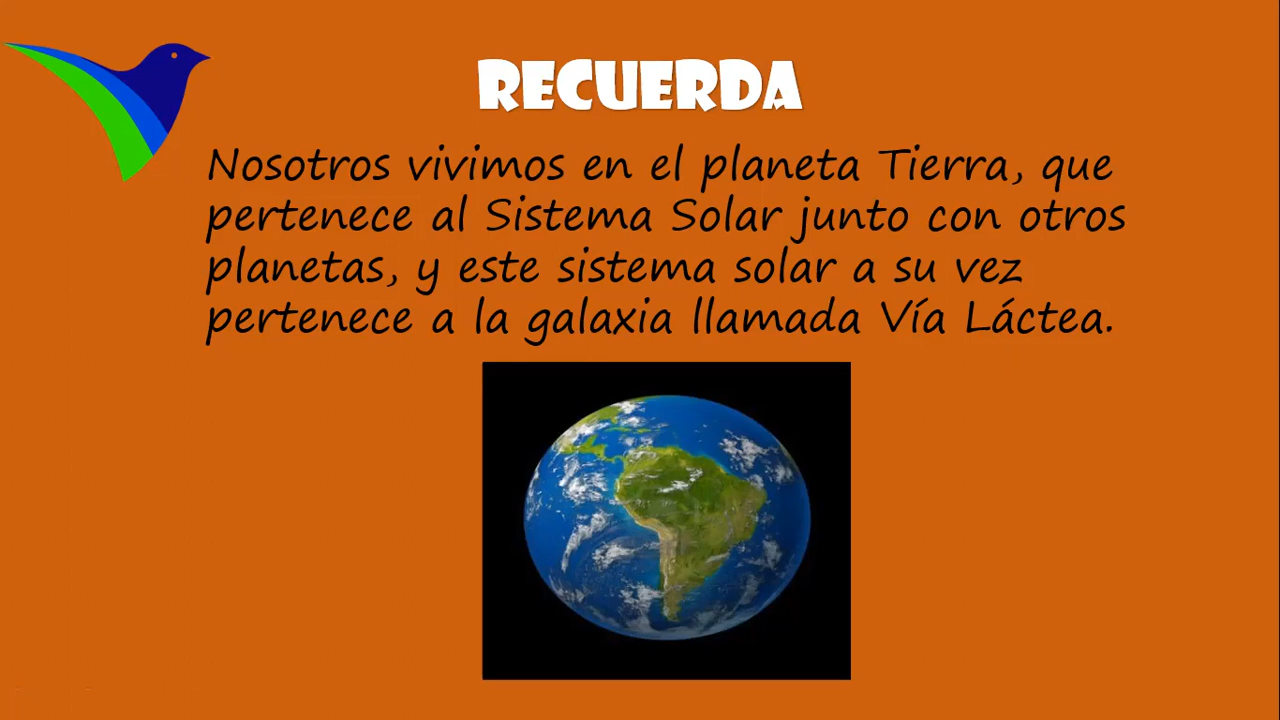 RECUERDA
Nosotros vivimos en el planeta Tierra, que
pertenece al Sistema Solar junto con otros
planetas, y este sistema solar a su vez
pertenece a la galaxia llamada Vía Láctea.